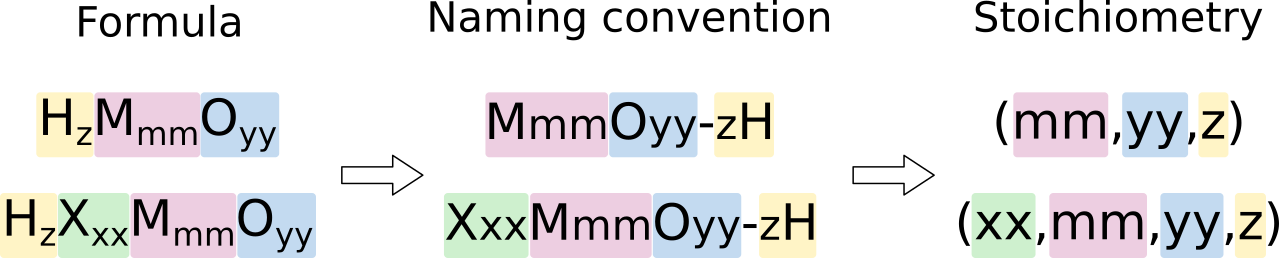 Formula Naming convention Stoichiometry
HzMmmOyy MmmOyy-zH (mm,yy,z)
HzXxxMmmOyy XxxMmmOyy-zH (xx,mm,yy,z)